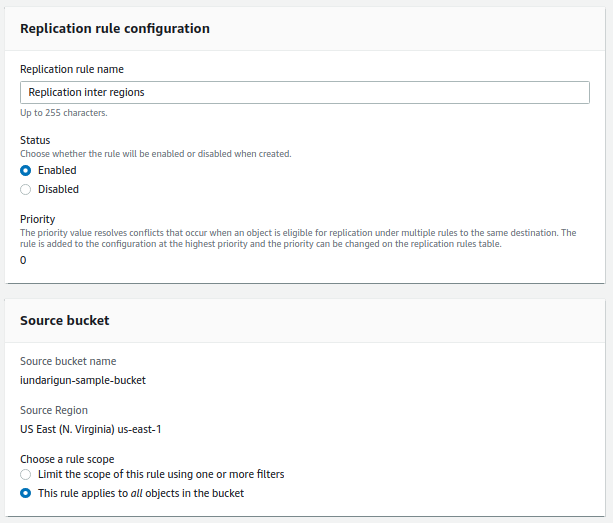 Replication rule configuration
Replication rule name
Replication inter regions
Up to 255 characters.
Status
Choose whether the rule will be enabled or disabled when created.
Enabled
Disabled
Priority
The priority value resolves conflicts that occur when an object is eligible for replication under multiple rules to the same destination. The
rule is added to the configuration at the highest priority and the priority can be changed on the replication rules table.
0
Source bucket
Source bucket name
iundarigun-sample-bucket
Source Region
US East (N. Virginia) us-east-1
Choose a rule scope
Limit the scope of this rule using one or more filters
This rule applies to all objects in the bucket